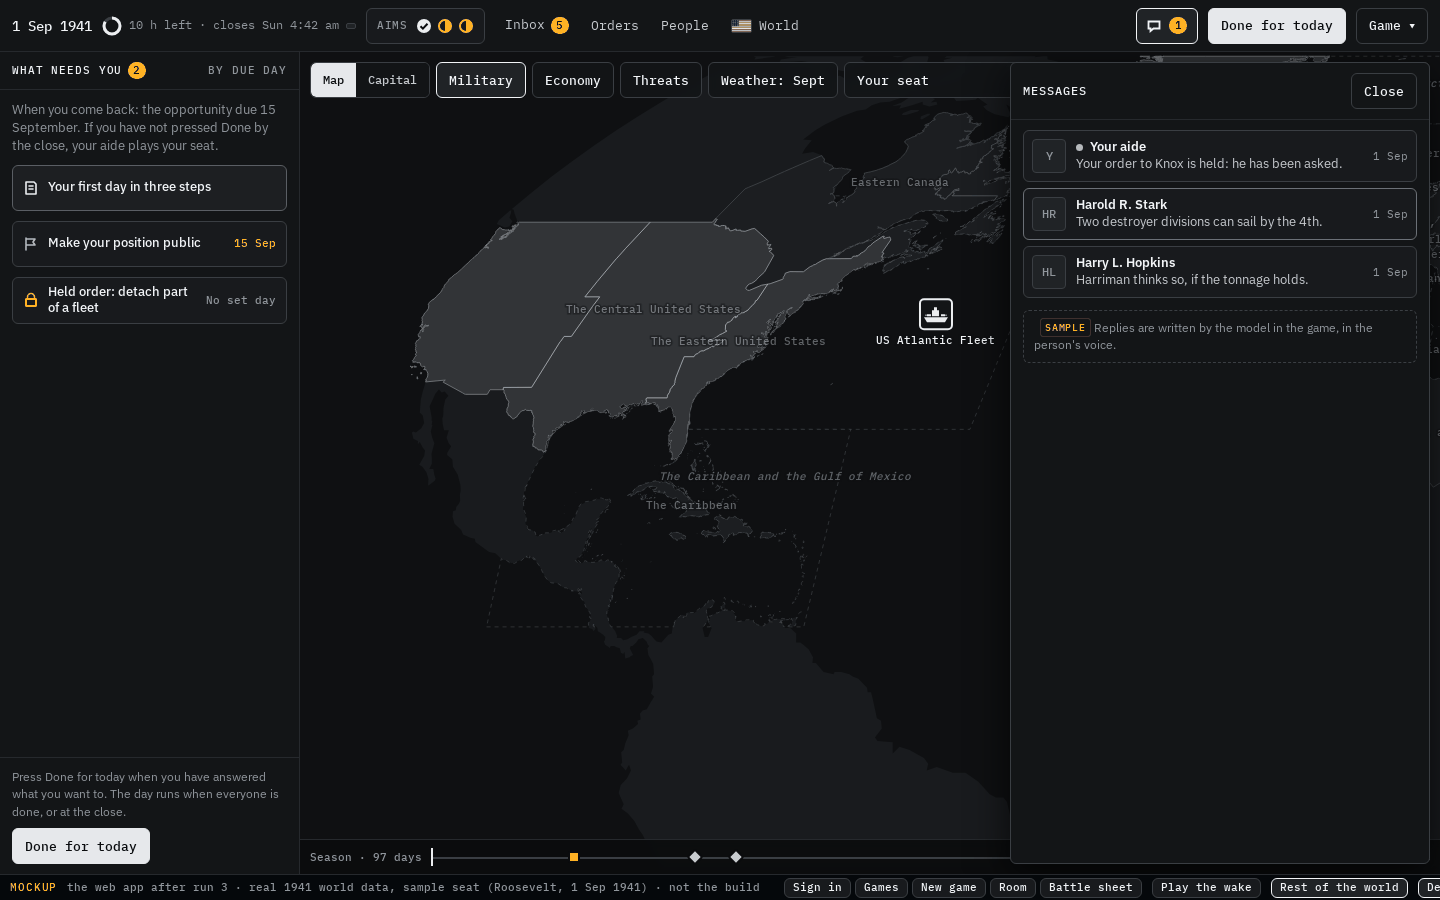 1 Sep 1941
10 h left · closes Sun 4:42 am
AIMS
Inbox 5
Orders
People
World
1
Done for today
Game ▾
WHAT NEEDS YOU 2
BY DUE DAY
When you come back: the opportunity due 15
September. If you have not pressed Done by
the close, your aide plays your seat.
Your first day in three steps
Make your position public
15 Sep
Held order: detach part
of a fleet
No set day
Press Done for today when you have answered
what you want to. The day runs when everyone is
done, or at the close.
Done for today
Map
Capital
Military
Economy
Threats
Weather: Sept
Your seat
Eastern Canada
The Central United States
The Eastern United States
US Atlantic Fleet
The Caribbean and the Gulf of Mexico
The Caribbean
Season · 97 days
MESSAGES
Close
Y
Your aide
Your order to Knox is held: he has been asked.
1 Sep
HR
Harold R. Stark
Two destroyer divisions can sail by the 4th.
1 Sep
HL
Harry L. Hopkins
Harriman thinks so, if the tonnage holds.
1 Sep
SAMPLE Replies are written by the model in the game, in the
person's voice.
MOCKUP the web app after run 3 · real 1941 world data, sample seat (Roosevelt, 1 Sep 1941) · not the build
Sign in
Games
New game
Room
Battle sheet
Play the wake
Rest of the world